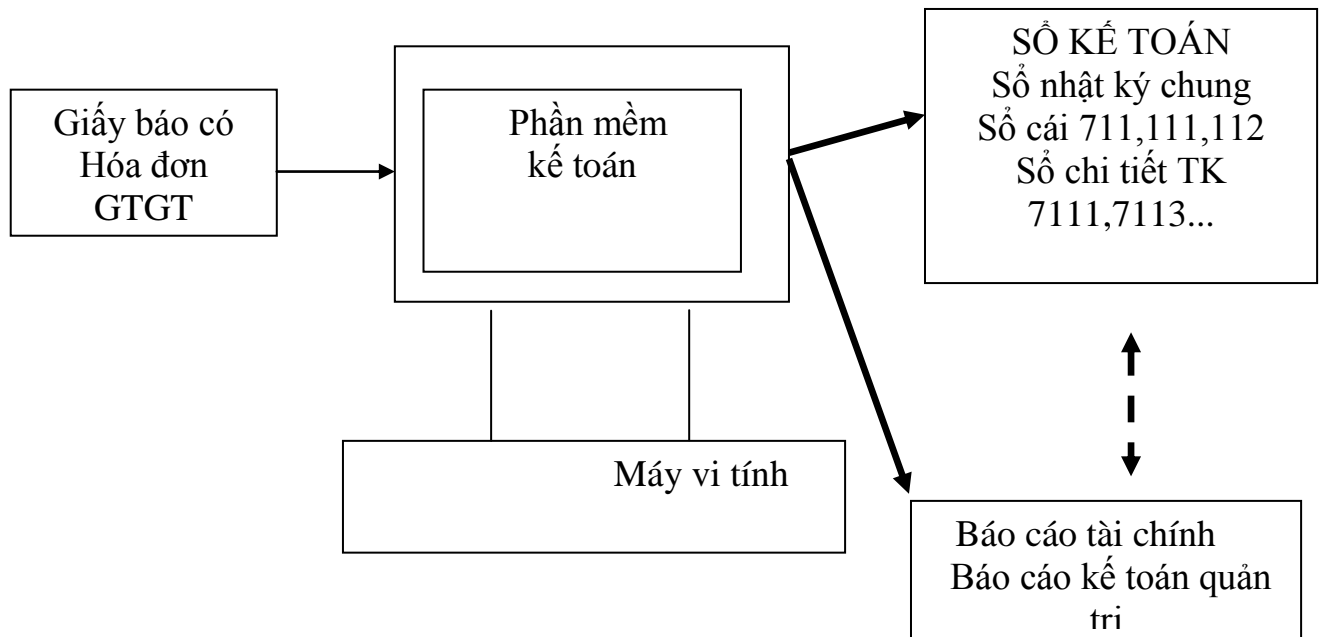 Giấy báo có
Hóa đơn
GTGT
Phần mềm
kế toán
Máy vi tính
SỔ KẾ TOÁN
Sổ nhật ký chung
Sổ cái 711,111,112
Sổ chi tiết TK
7111,7113...
Báo cáo tài chính
Báo cáo kế toán quản
trị